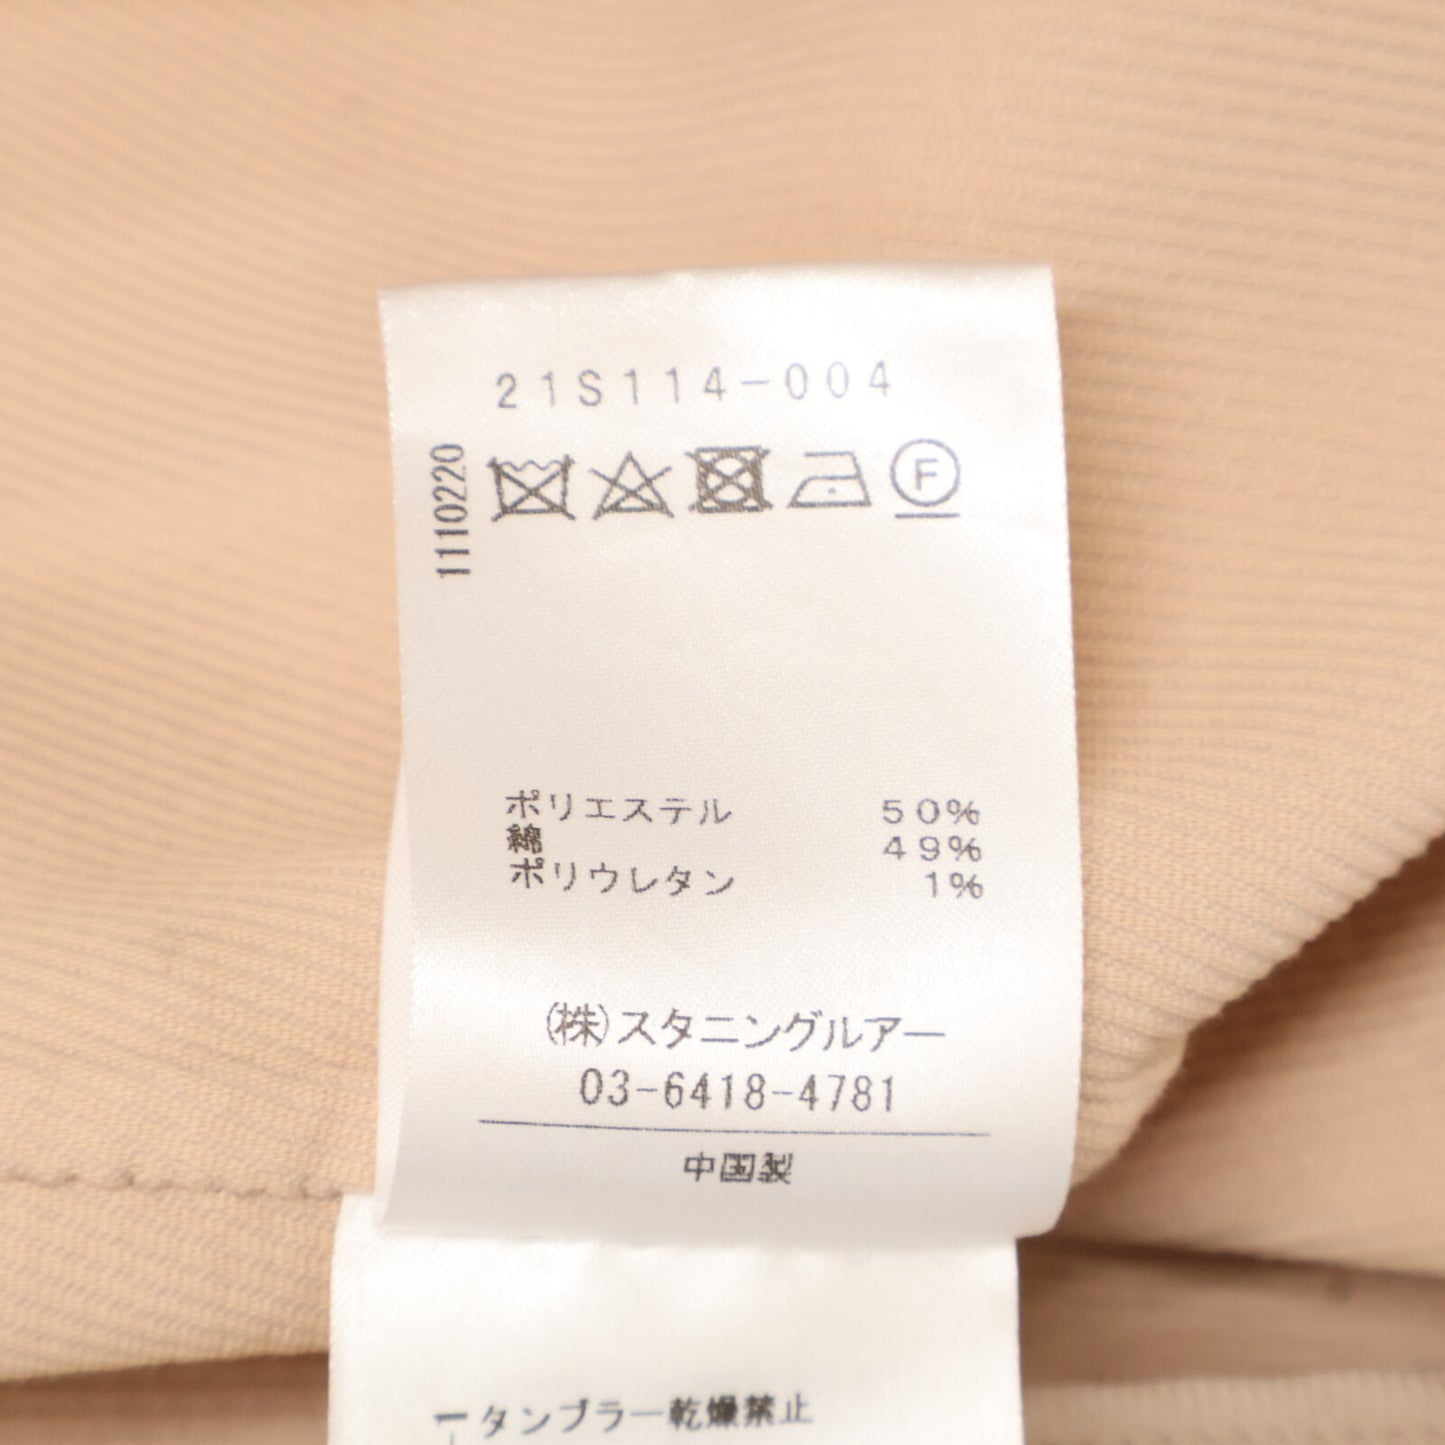 21S114-004
1110220
F
ポリエステル 50%
綿 49%
ポリウレタン 1%
(株)スタニングルアー
03-6418-4781
中国製
タンブラー乾燥禁止